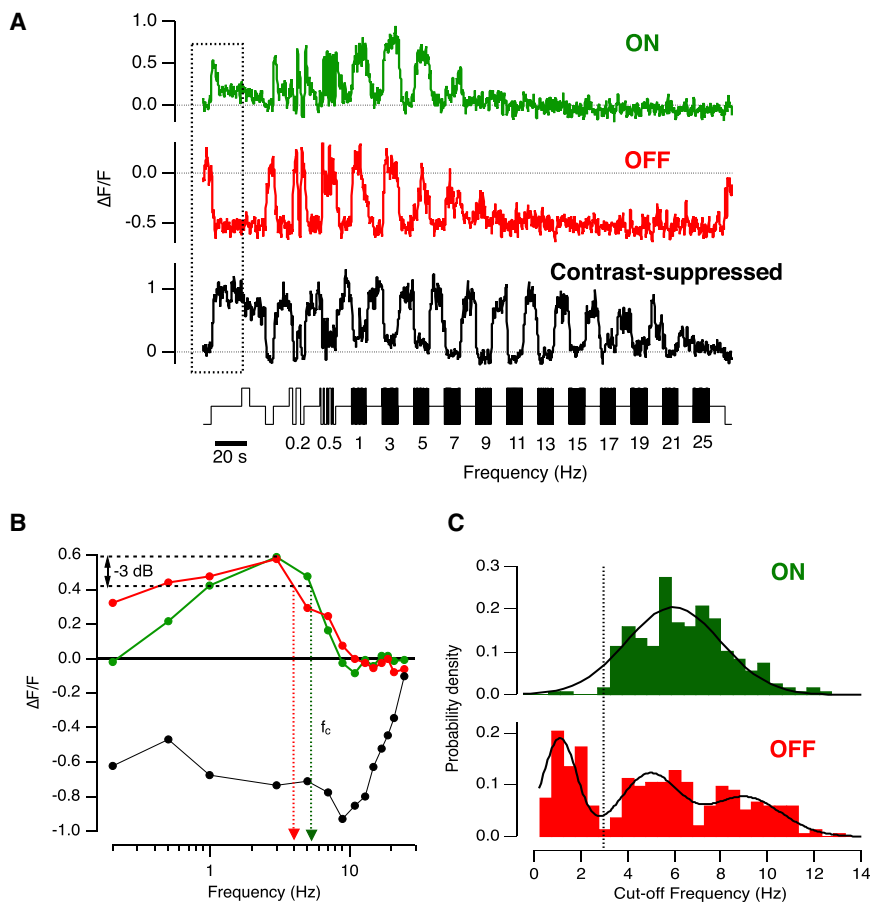 A
1.0
0.5
0.0
ON
0.0
-0.5
OFF
ΔF/F
1
0
Contrast-suppressed
20 s
0.2 0.5 1 3 5 7 9 11 13 15 17 19 21 25
Frequency (Hz)
B
0.6
0.4
0.2
0.0
-0.2
-0.4
-0.6
-0.8
-1.0
ΔF/F
-3 dB
fc
1 10
Frequency (Hz)
C
0.3
0.2
0.1
0.0
ON
Probability density
0.2
0.1
0.0
OFF
0 2 4 6 8 10 12 14
Cut-off Frequency (Hz)